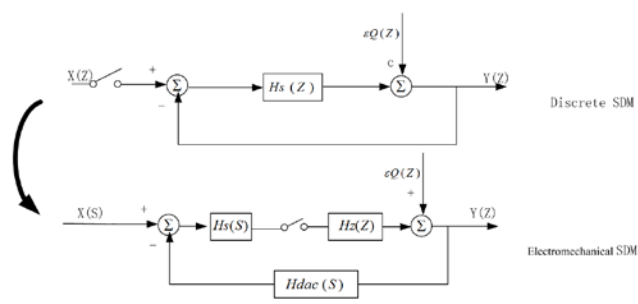 εQ(Z)
X(Z)
+
Σ
Hs (Z)
c
Σ
Y(Z)
−
Discrete SDM
εQ(Z)
X(S)
+
Σ
Hs(S)
Hz(Z)
+
Σ
Y(Z)
−
Electromechanical SDM
Hdac (S)